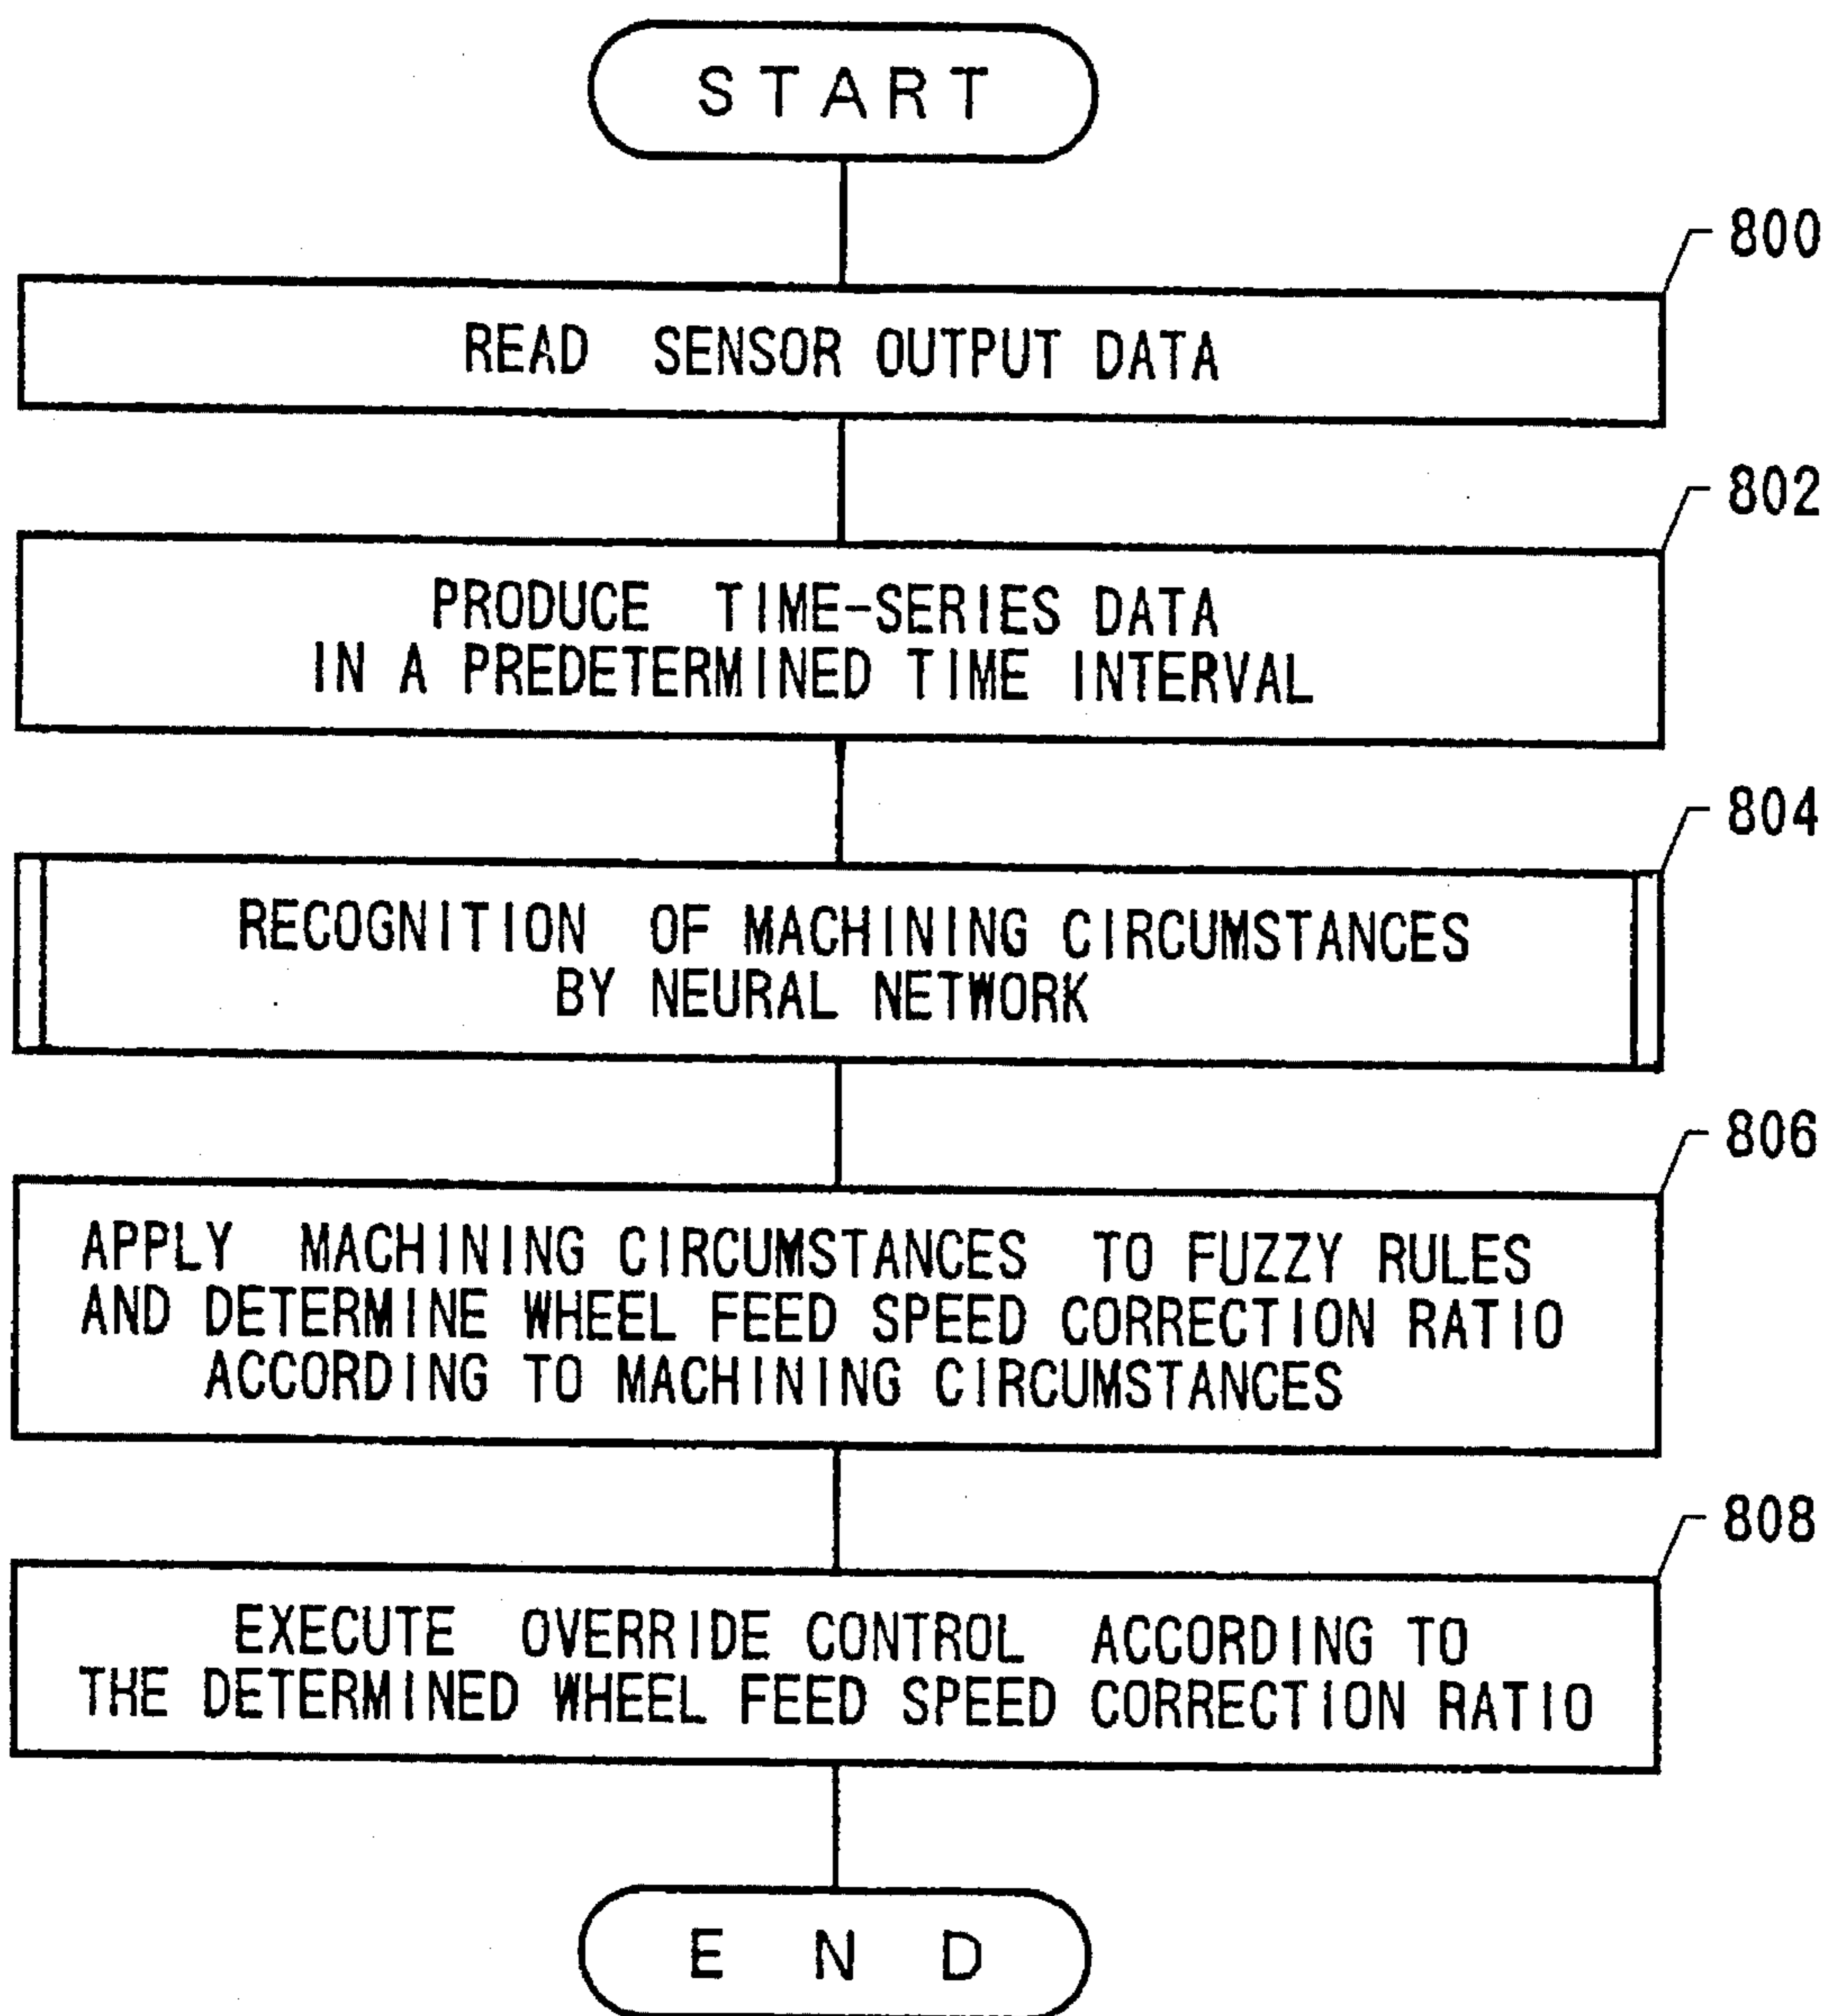 START
800
READ SENSOR OUTPUT DATA
802
PRODUCE TIME-SERIES DATA
IN A PREDETERMINED TIME INTERVAL
804
RECOGNITION OF MACHINING CIRCUMSTANCES
BY NEURAL NETWORK
806
APPLY MACHINING CIRCUMSTANCES TO FUZZY RULES
AND DETERMINE WHEEL FEED SPEED CORRECTION RATIO
ACCORDING TO MACHINING CIRCUMSTANCES
808
EXECUTE OVERRIDE CONTROL ACCORDING TO
THE DETERMINED WHEEL FEED SPEED CORRECTION RATIO
END